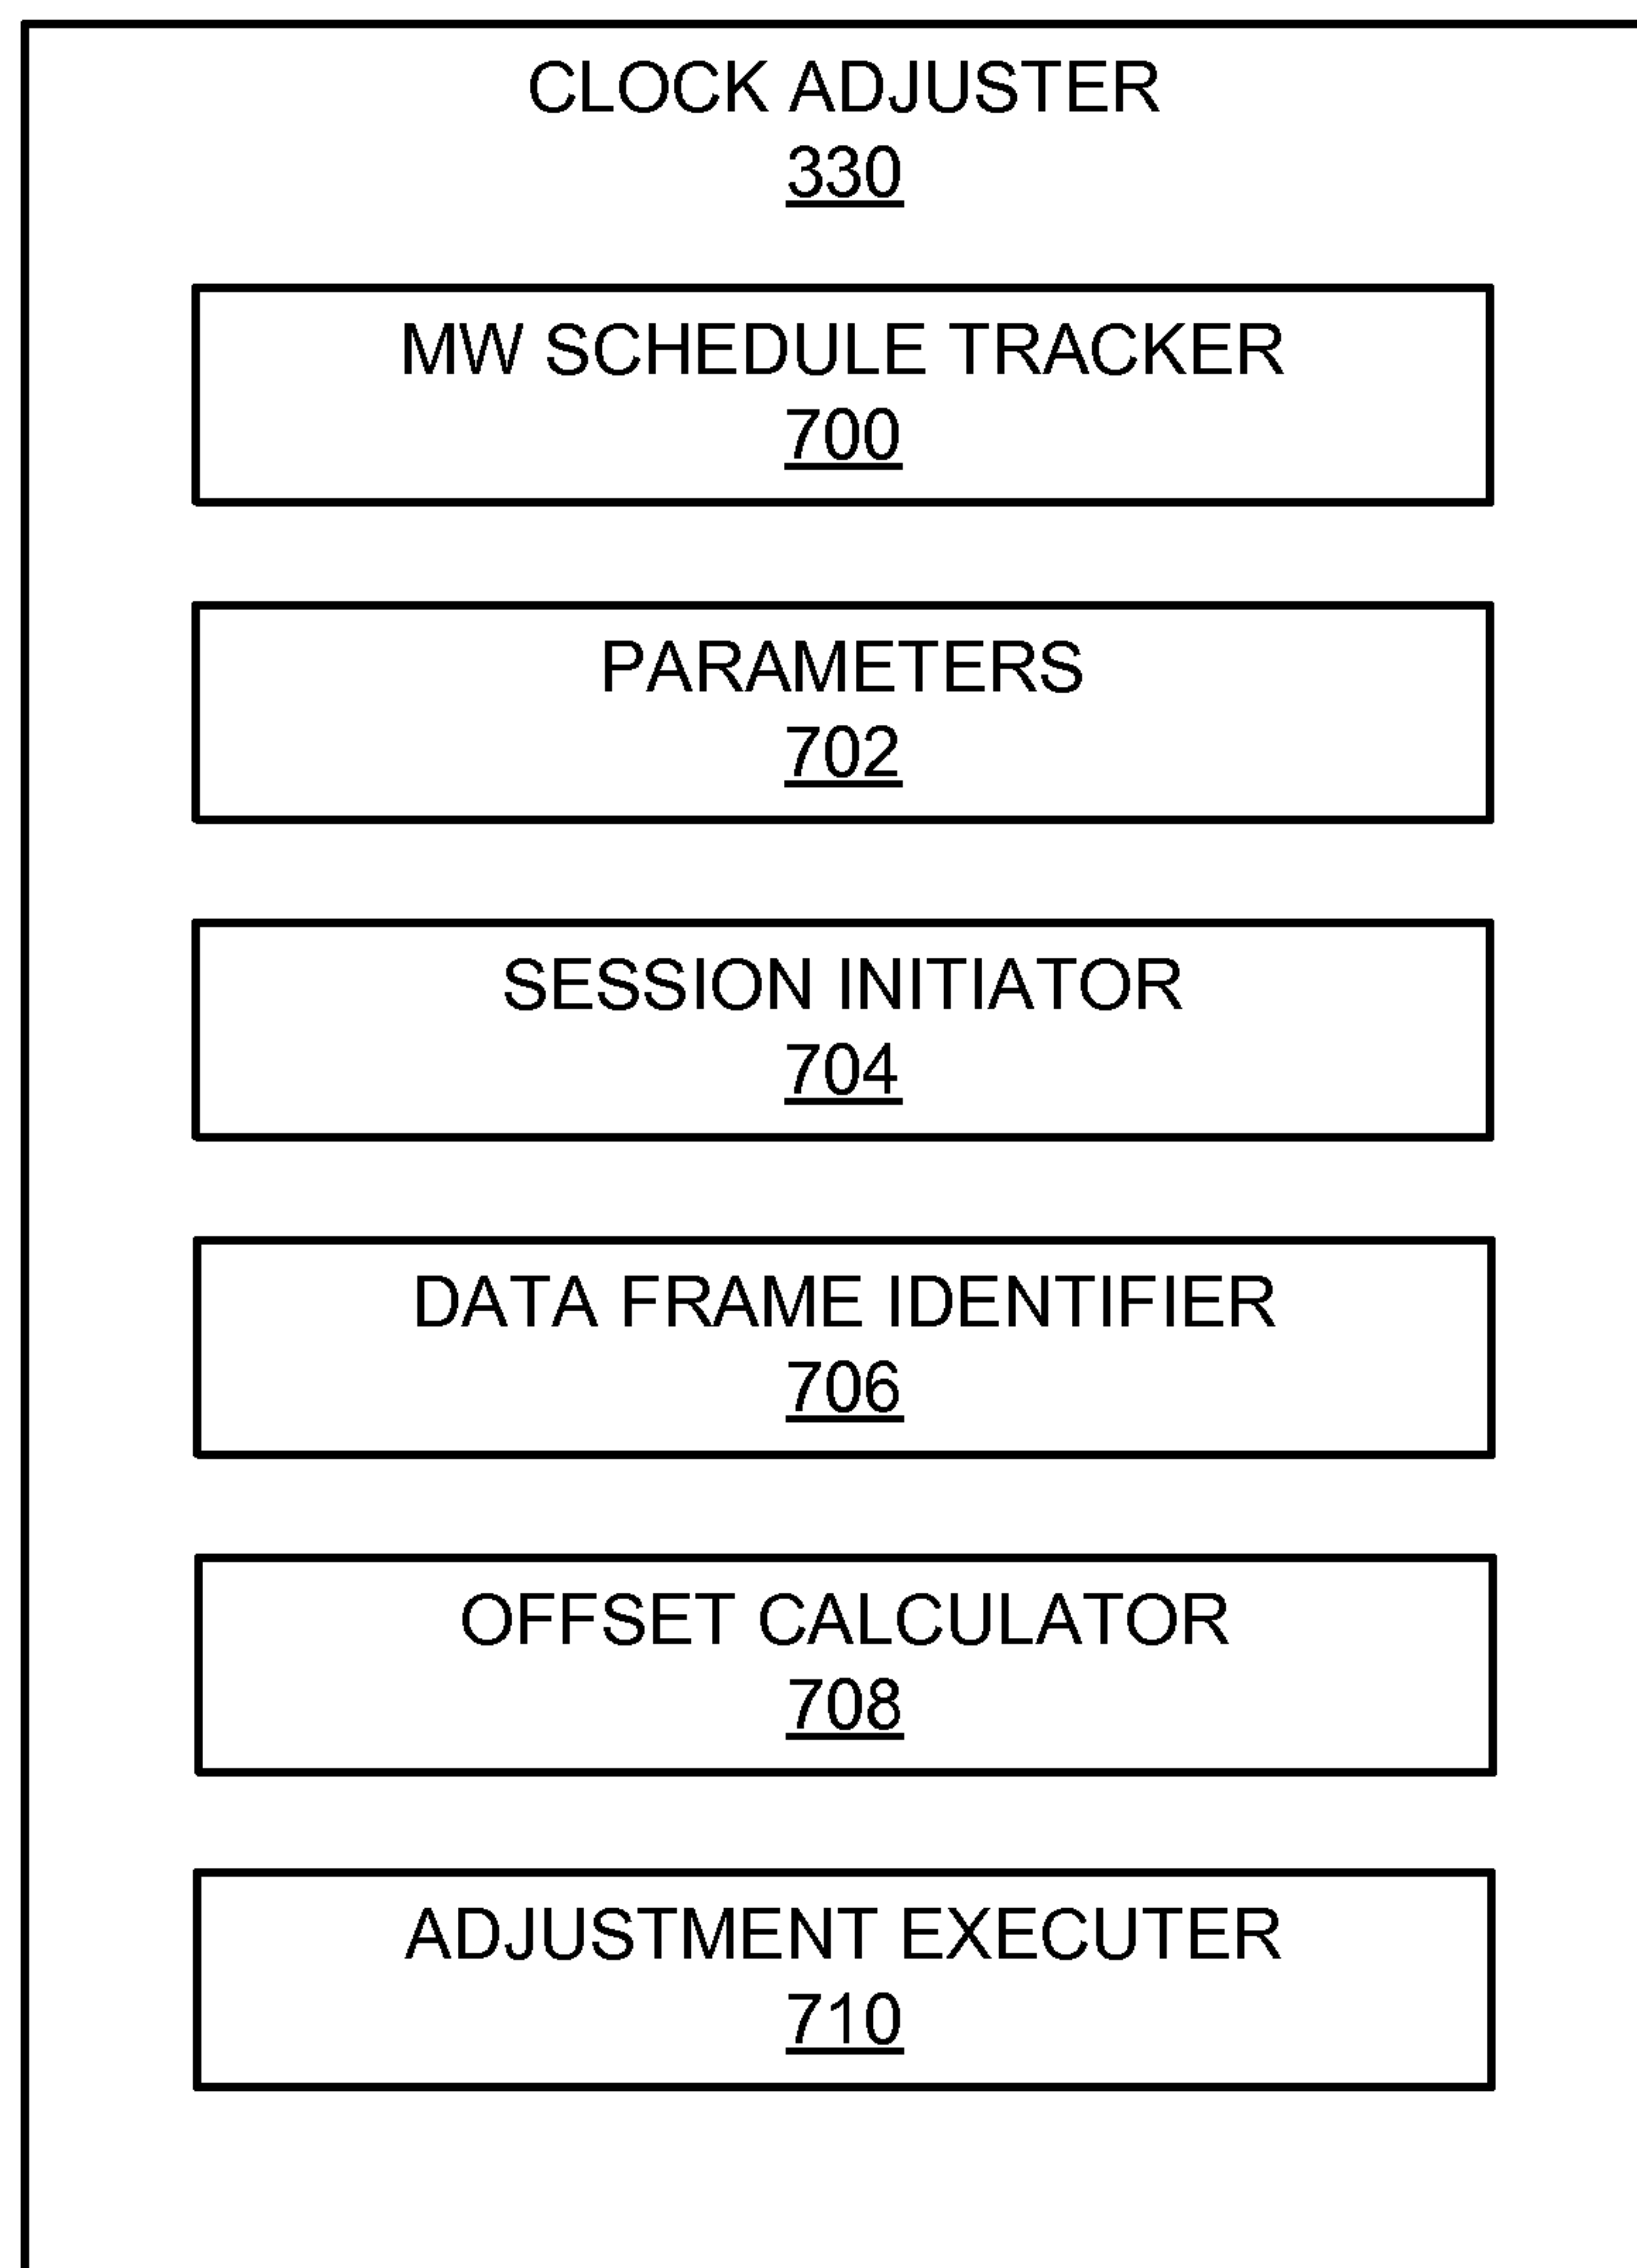 CLOCK ADJUSTER
330
MW SCHEDULE TRACKER
700
PARAMETERS
702
SESSION INITIATOR
704
DATA FRAME IDENTIFIER
706
OFFSET CALCULATOR
708
ADJUSTMENT EXECUTER
710